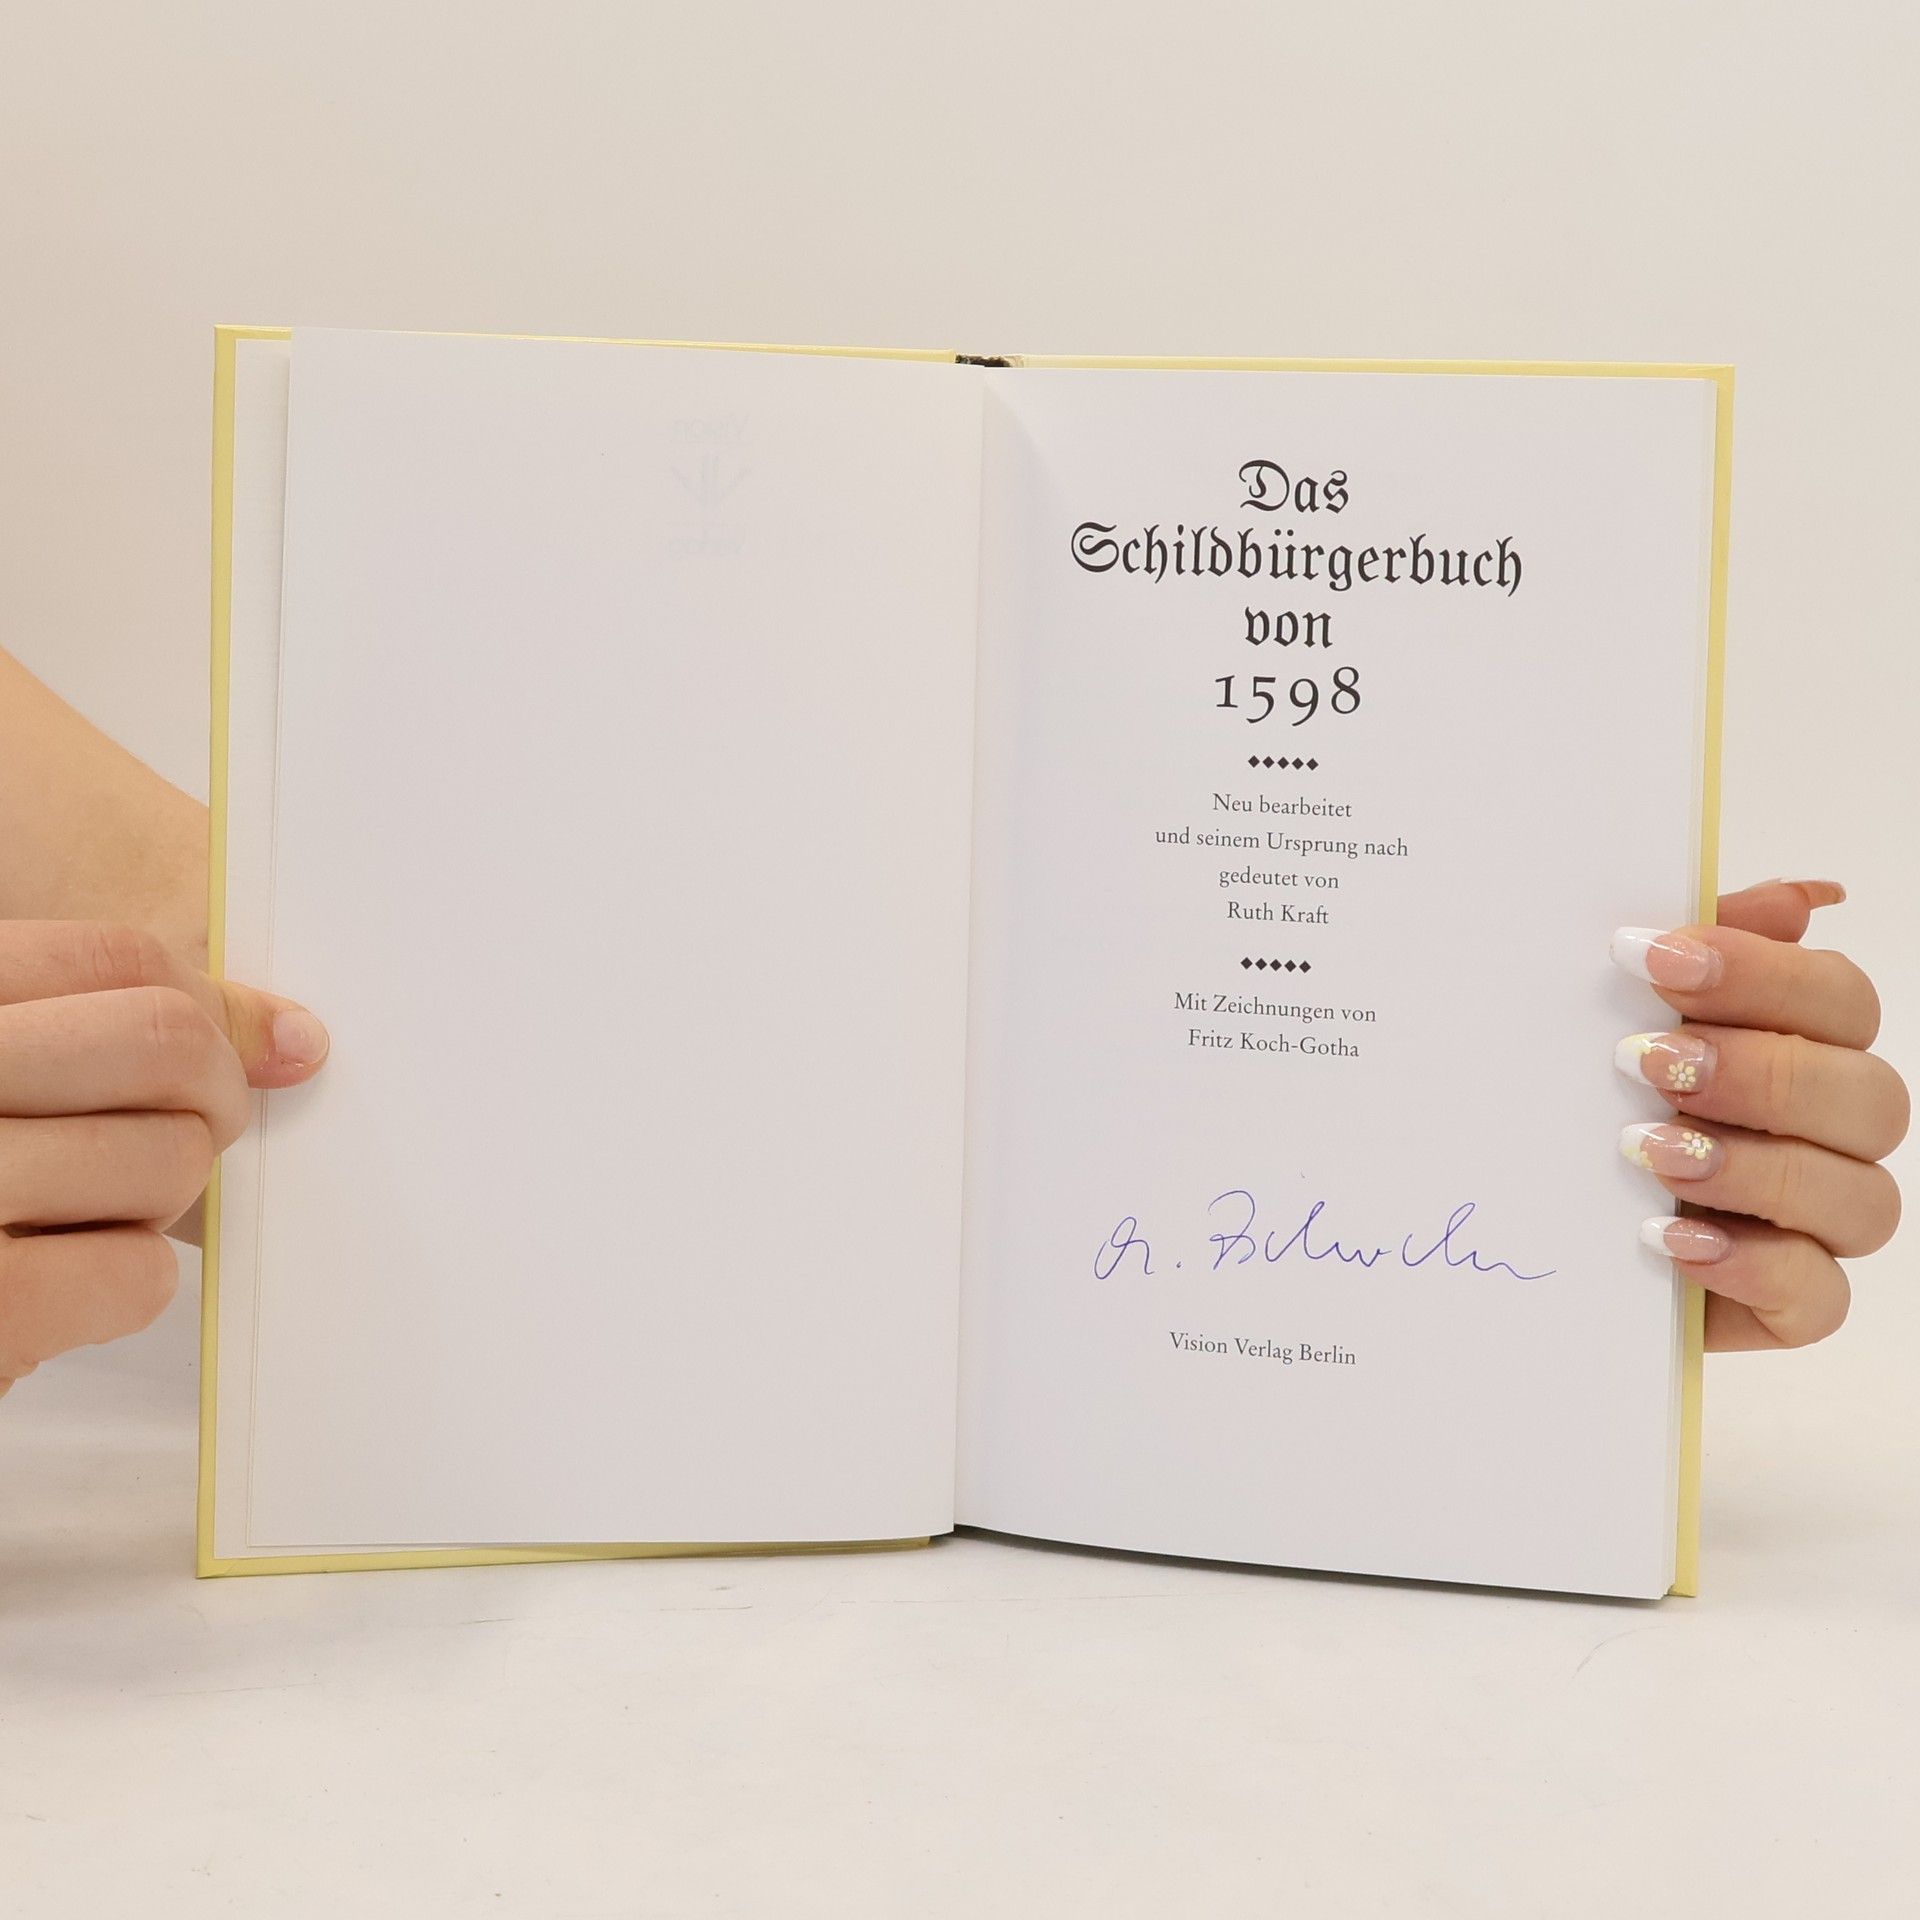 Das
Schildbürgerbuch
von
1598
Neu bearbeitet
und seinem Ursprung nach
gedeutet von
Ruth Kraft
Mit Zeichnungen von
Fritz Koch-Gotha
Vision Verlag Berlin